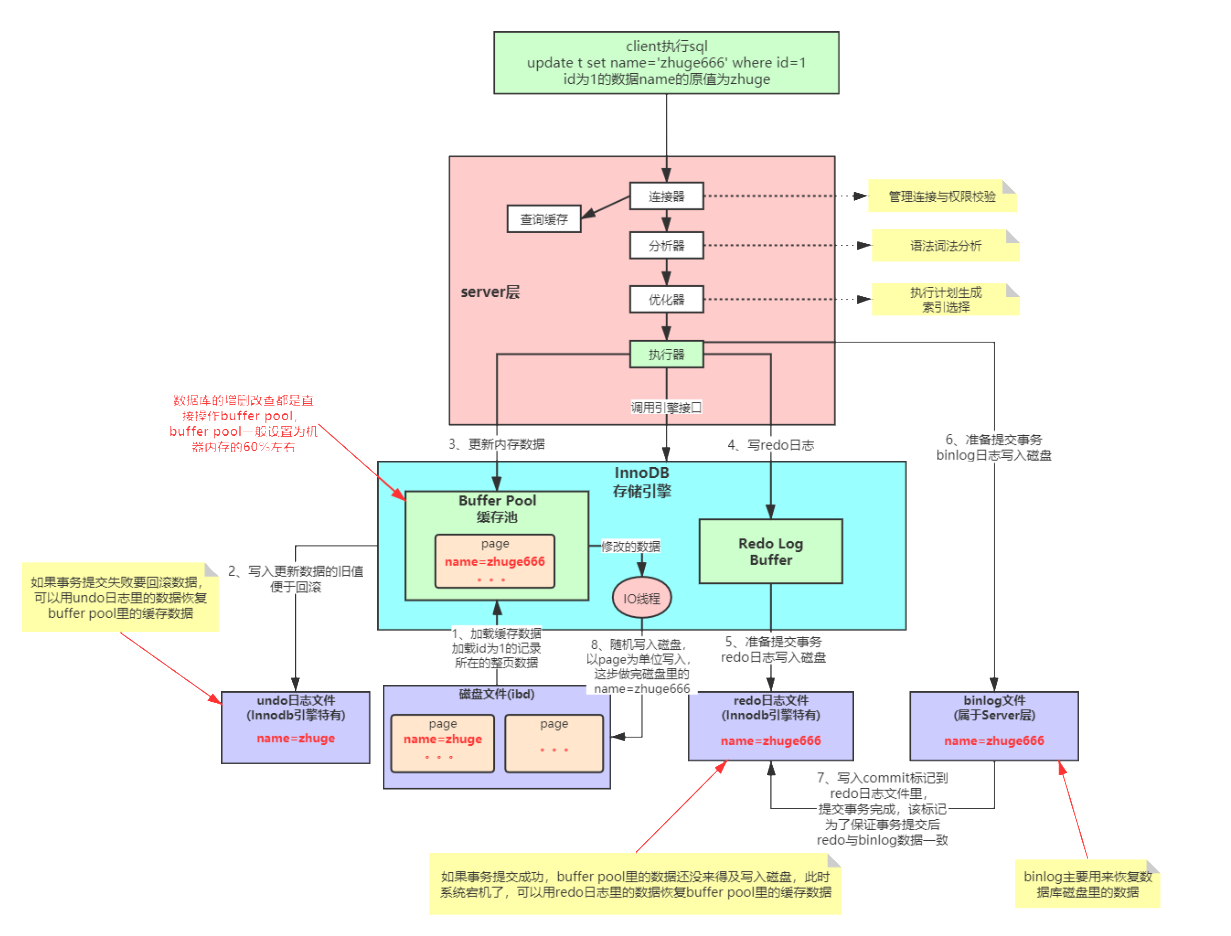 client执行sql
update t set name='zhuge666' where id=1
id为1的数据name的原值为zhuge
server层
连接器
管理连接与权限校验
查询缓存
分析器
语法词法分析
优化器
执行计划生成
索引选择
执行器
调用引擎接口
数据库的增删改查都是直
接操作buffer pool,
buffer pool一般设置为机
器内存的60%左右
3、更新内存数据
4、写redo日志
6、准备提交事务
binlog日志写入磁盘
InnoDB
存储引擎
Buffer Pool
缓存池
page
name=zhuge666
。。。
修改的数据
IO线程
Redo Log
Buffer
2、写入更新数据的旧值
便于回滚
如果事务提交失败要回滚数据，
可以用undo日志里的数据恢复
buffer pool里的缓存数据
1、加载缓存数据
加载id为1的记录
所在的整页数据
8、随机写入磁盘，
以page为单位写入，
这步做完磁盘里的
name=zhuge666
5、准备提交事务
redo日志写入磁盘
undo日志文件
(Innodb引擎特有)
name=zhuge
磁盘文件(ibd)
page
name=zhuge
。。。
page
。。。
redo日志文件
(Innodb引擎特有)
name=zhuge666
binlog文件
(属于Server层)
name=zhuge666
7、写入commit标记到
redo日志文件里，
提交事务完成，该标记
为了保证事务提交后
redo与binlog数据一致
如果事务提交成功，buffer pool里的数据还没来得及写入磁盘，此时
系统宕机了，可以用redo日志里的数据恢复buffer pool里的缓存数据
binlog主要用来恢复数
据库磁盘里的数据